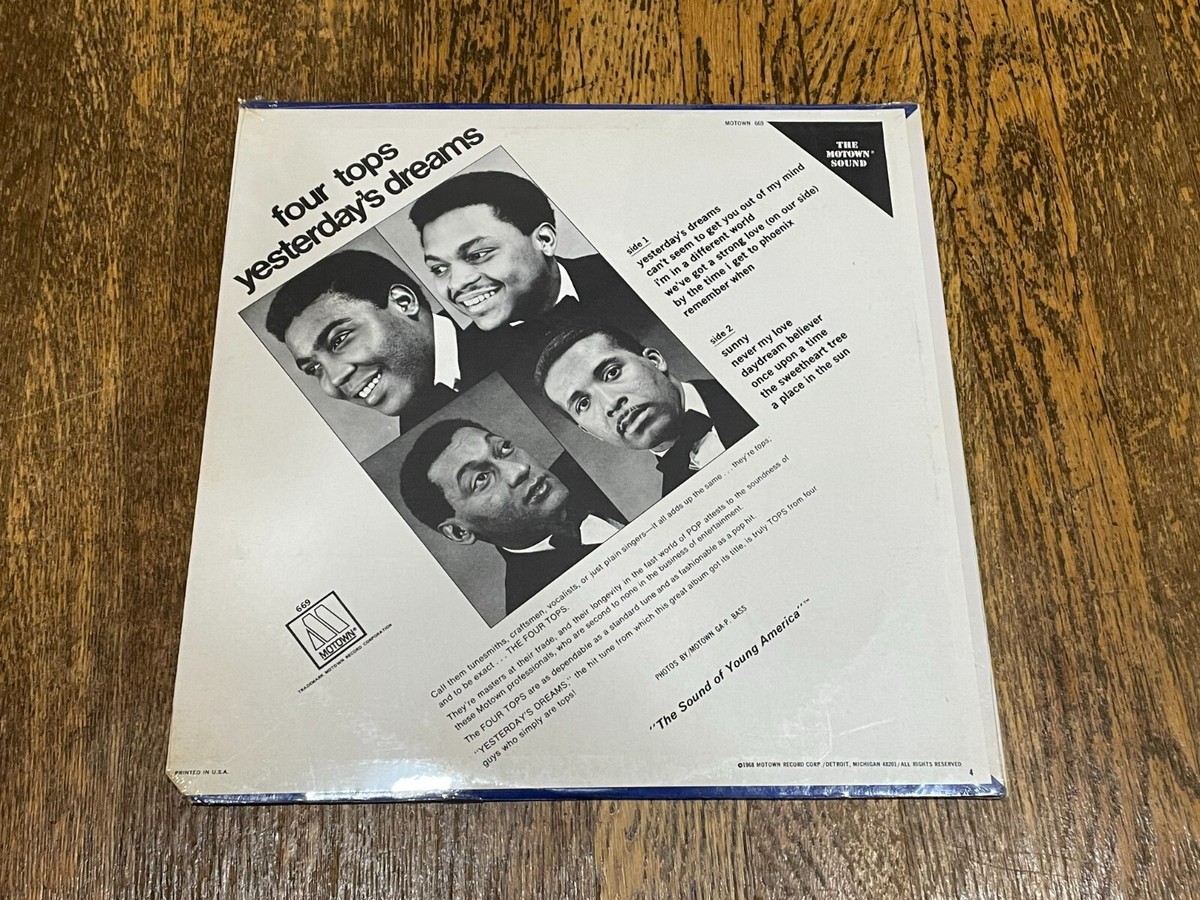 four tops
yesterday's dreams
MOTOWN 669
THE
MOTOWN®
SOUND
side 1
yesterday's dreams
can't seem to get you out of my mind
i'm in a different world
we've got a strong love (on our side)
by the time i get to phoenix
remember when
side 2
sunny
never my love
daydream believer
once upon a time
the sweetheart tree
a place in the sun
Call them tunesmiths, craftsmen, vocalists, or just plain singers—it all adds up the same . . . they're tops,
and to be exact . . . THE FOUR TOPS.
They're masters at their trade, and their longevity in the fast world of POP attests to the soundness of
these Motown professionals, who are second to none in the business of entertainment.
The FOUR TOPS are as dependable as a standard tune and as fashionable as a pop hit.
"YESTERDAY'S DREAMS," the hit tune from which this great album got its title, is truly TOPS from four
guys who simply are tops!
PHOTOS BY/MOTOWN GA-P. BASS
"The Sound of Young America"™
669
MOTOWN®
TRADEMARK MOTOWN RECORD CORPORATION
PRINTED IN U.S.A.
©1968 MOTOWN RECORD CORP./DETROIT, MICHIGAN 48201/ALL RIGHTS RESERVED
4